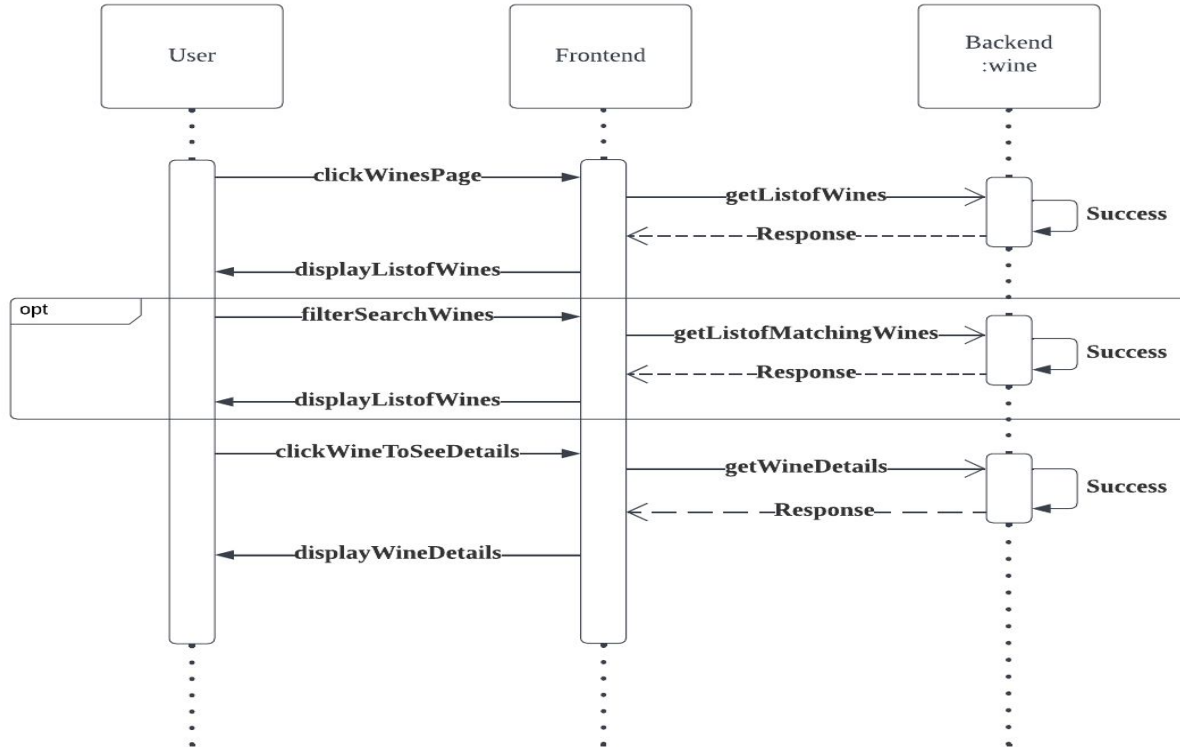 User
Frontend
Backend
:wine
clickWinesPage
getListofWines
Success
Response
displayListofWines
opt
filterSearchWines
getListofMatchingWines
Success
Response
displayListofWines
clickWineToSeeDetails
getWineDetails
Success
Response
displayWineDetails